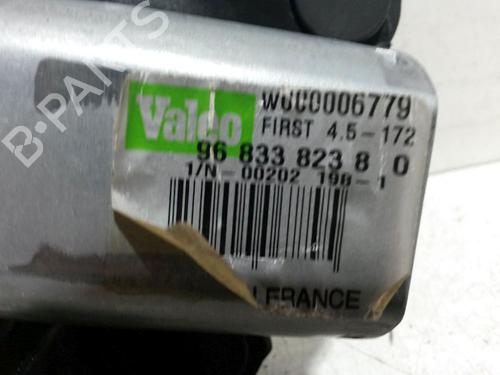 B-PARTS
Valeo
W000006779
FIRST 4.5-172
96 833 823 8 0
1/N-00202 198-1
FRANCE